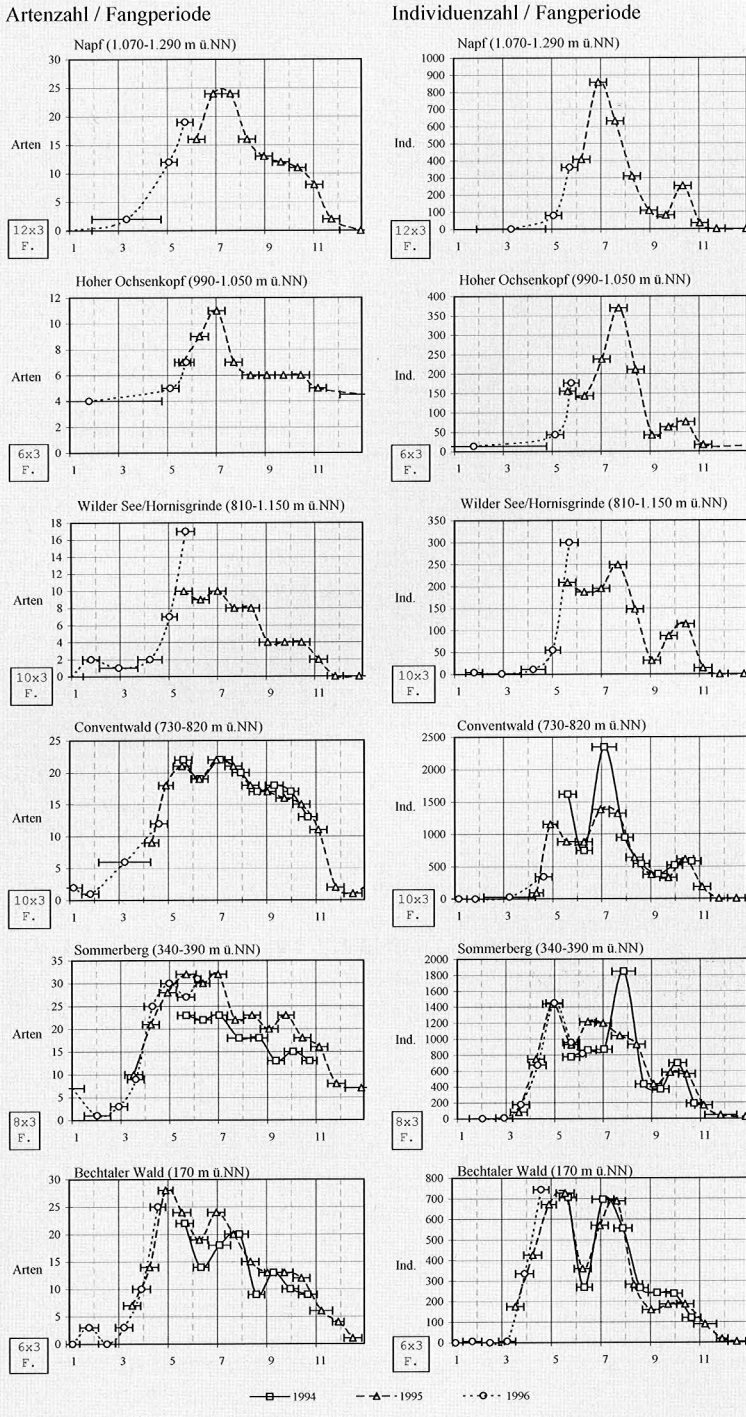 Artenzahl / Fangperiode
Individuenzahl / Fangperiode
Napf (1.070-1.290 m ü.NN)
Napf (1.070-1.290 m ü.NN)
30
25
20
15
10
5
0
Arten
12x3
F.
1 3 5 7 9 11
1000
900
800
700
600
500
400
300
200
100
0
Ind.
12x3
F.
1 3 5 7 9 11
Hoher Ochsenkopf (990-1.050 m ü.NN)
Hoher Ochsenkopf (990-1.050 m ü.NN)
12
10
8
6
4
2
0
Arten
6x3
F.
1 3 5 7 9 11
400
350
300
250
200
150
100
50
0
Ind.
6x3
F.
1 3 5 7 9 11
Wilder See/Hornisgrinde (810-1.150 m ü.NN)
Wilder See/Hornisgrinde (810-1.150 m ü.NN)
18
16
14
12
10
8
6
4
2
0
Arten
10x3
F.
1 3 5 7 9 11
350
300
250
200
150
100
50
0
Ind.
10x3
F.
1 3 5 7 9 11
Conventwald (730-820 m ü.NN)
Conventwald (730-820 m ü.NN)
25
20
15
10
5
0
Arten
10x3
F.
1 3 5 7 9 11
2500
2000
1500
1000
500
0
Ind.
10x3
F.
1 3 5 7 9 11
Sommerberg (340-390 m ü.NN)
Sommerberg (340-390 m ü.NN)
35
30
25
20
15
10
5
0
Arten
8x3
F.
1 3 5 7 9 11
2000
1800
1600
1400
1200
1000
800
600
400
200
0
Ind.
8x3
F.
1 3 5 7 9 11
Bechtaler Wald (170 m ü.NN)
Bechtaler Wald (170 m ü.NN)
30
25
20
15
10
5
0
Arten
6x3
F.
1 3 5 7 9 11
800
700
600
500
400
300
200
100
0
Ind.
6x3
F.
1 3 5 7 9 11
1994 1995 1996